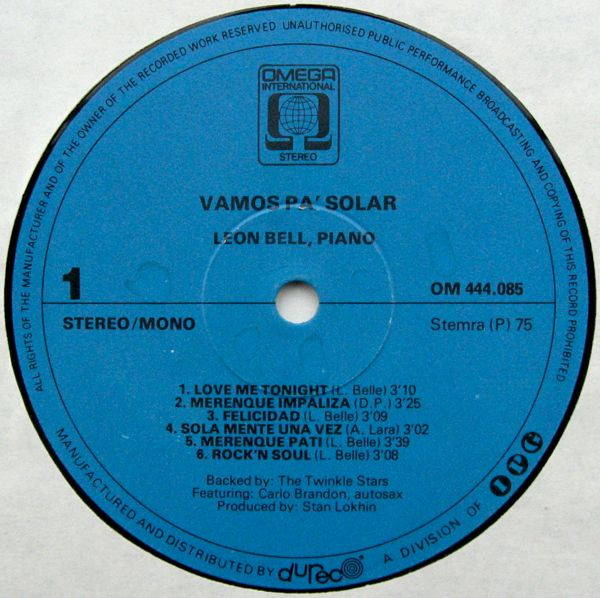 ALL RIGHTS OF THE MANUFACTURER AND OF THE OWNER OF THE RECORDED WORK RESERVED UNAUTHORISED PUBLIC PERFORMANCE BROADCASTING AND COPYING OF THIS RECORD PROHIBITED
OMEGA
INTERNATIONAL
STEREO
VAMOS PA' SOLAR
LEON BELL, PIANO
1
OM 444.085
STEREO/MONO
Stemra (P) 75
1. LOVE ME TONIGHT (L. Belle) 3'10
2. MERENQUE IMPALIZA (D.P.) 3'25
3. FELICIDAD (L. Belle) 3'09
4. SOLA MENTE UNA VEZ (A. Lara) 3'02
5. MERENQUE PATI (L. Belle) 3'39
6. ROCK'N SOUL (L. Belle) 3'08
Backed by: The Twinkle Stars
Featuring: Carlo Brandon, autosax
Produced by: Stan Lokhin
MANUFACTURED AND DISTRIBUTED BY dureco A DIVISION OF